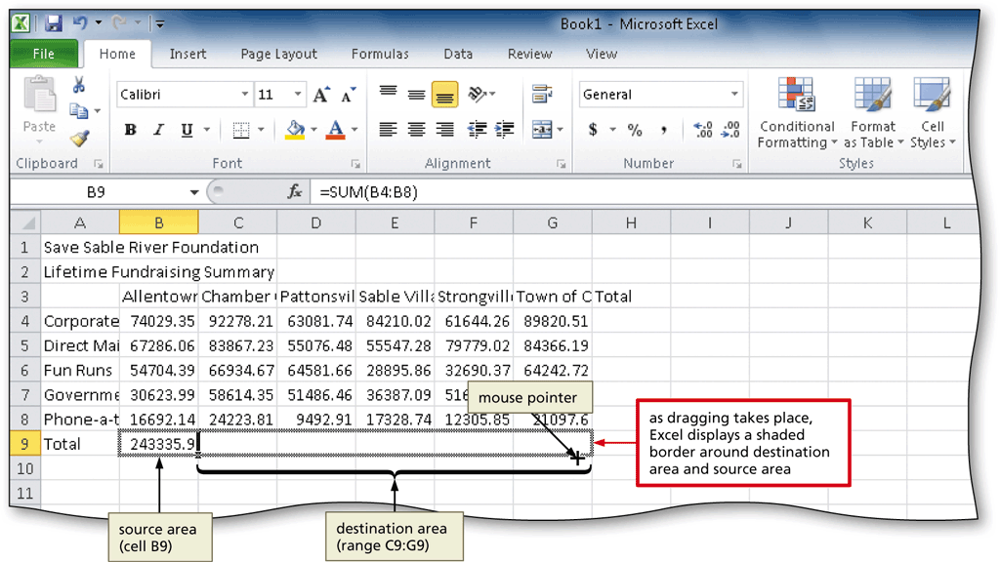 Book1 - Microsoft Excel
File Home Insert Page Layout Formulas Data Review View
Calibri 11 A A General
Paste B I U A $ % , .00 .00 Conditional Formatting Format as Table Cell Styles
Clipboard Font Alignment Number Styles
B9 fx =SUM(B4:B8)
A B C D E F G H I J K L
1 Save Sable River Foundation
2 Lifetime Fundraising Summary
3 Allentown Chamber Pattonsvil Sable Villa Strongville Town of C Total
4 Corporate 74029.35 92278.21 63081.74 84210.02 61644.26 89820.51
5 Direct Mai 67286.06 83867.23 55076.48 55547.28 79779.02 84366.19
6 Fun Runs 54704.39 66934.67 64581.66 28895.86 32690.37 64242.72
7 Governme 30623.99 58614.35 51486.46 36387.09
8 Phone-a-t 16692.14 24223.81 9492.91 17328.74 12305.85 21097.6
9 Total 243335.9
10
11
mouse pointer
as dragging takes place,
Excel displays a shaded
border around destination
area and source area
source area
(cell B9)
destination area
(range C9:G9)